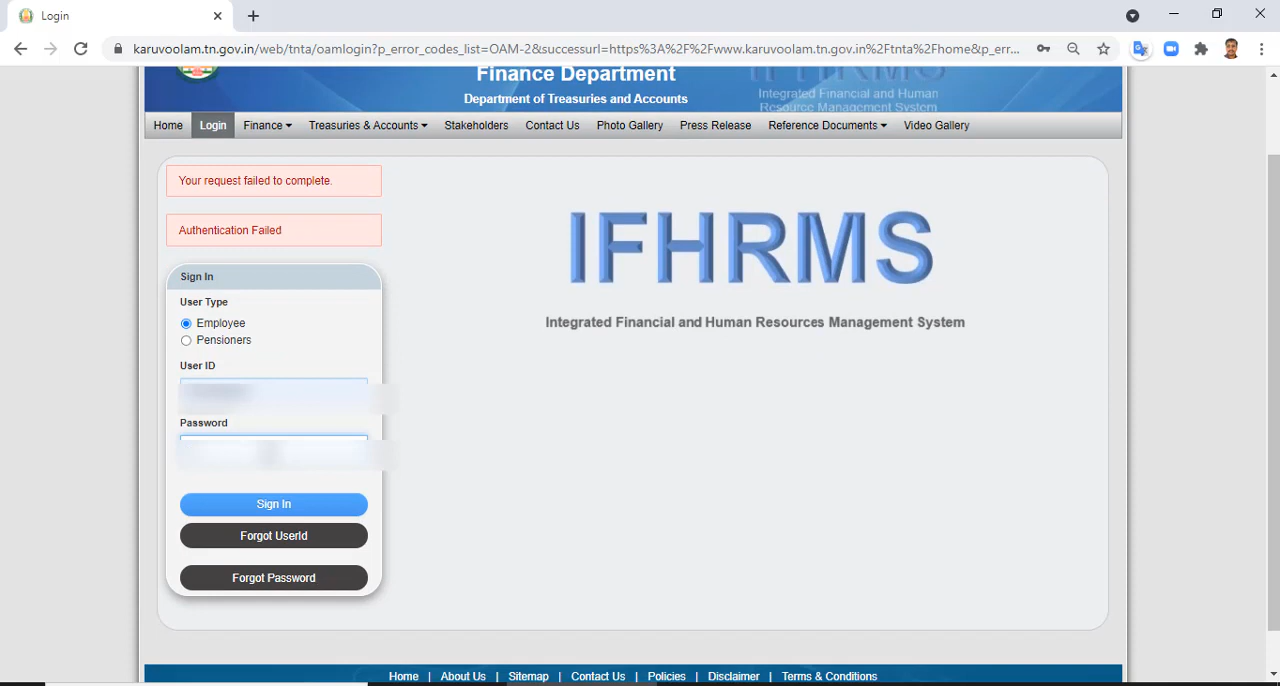 Login
karuvoolam.tn.gov.in/web/tnta/oamlogin?p_error_codes_list=OAM-2&successurl=https%3A%2F%2Fwww.karuvoolam.tn.gov.in%2Ftnta%2Fhome&p_err...
Finance Department
IFHRMS
Department of Treasuries and Accounts
Integrated Financial and Human
Resource Management System
Home Login Finance Treasuries & Accounts Stakeholders Contact Us Photo Gallery Press Release Reference Documents Video Gallery
Your request failed to complete.
Authentication Failed
IFHRMS
Integrated Financial and Human Resources Management System
Sign In
User Type
Employee
Pensioners
User ID
Password
Sign In
Forgot UserId
Forgot Password
Home | About Us | Sitemap | Contact Us | Policies | Disclaimer | Terms & Conditions